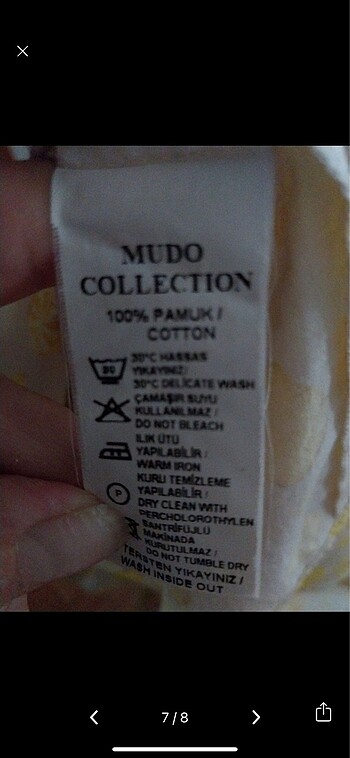 MUDO
COLLECTION
100% PAMUK /
COTTON
30
30°C HASSAS
YIKAYINIZ/
30°C DELICATE WASH
ÇAMAŞIR SUYU
KULLANILMAZ /
DO NOT BLEACH
ILIK ÜTÜ
YAPILABİLİR /
WARM IRON
KURU TEMİZLEME
P
YAPILABİLİR /
DRY CLEAN WITH
PERCHOLOROTHYLEN
SANTRİFÜJLÜ
MAKİNADA
KURUTULMAZ /
DO NOT TUMBLE DRY
TERSTEN YIKAYINIZ /
WASH INSIDE OUT
7/8